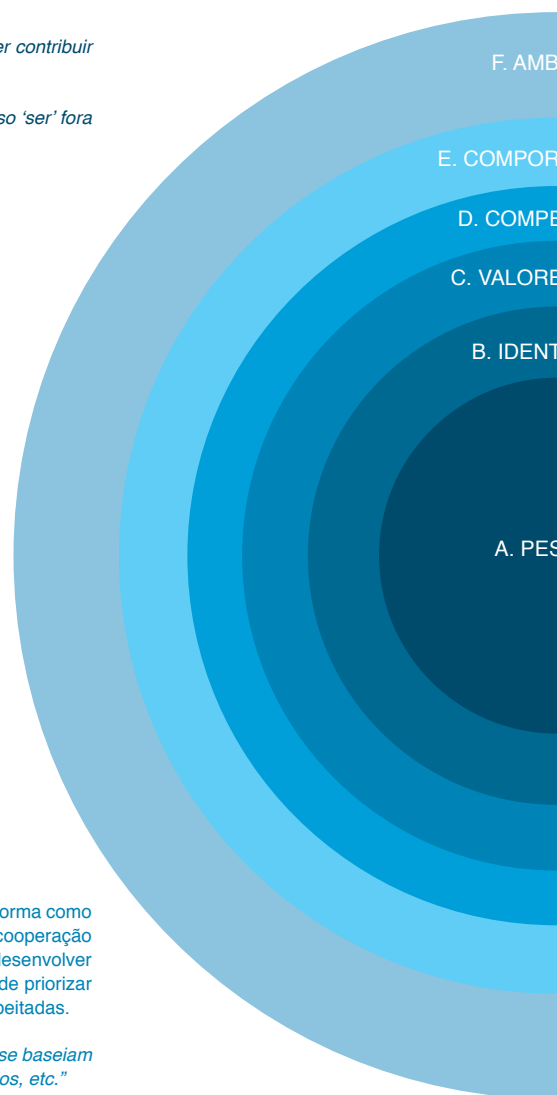 er contribuir
so ‘ser’ fora
F. AMB
E. COMPOR
D. COMPE
C. VALORE
B. IDENT
A. PES
orma como
cooperação
desenvolver
de priorizar
peitadas.
se baseiam
os, etc.”